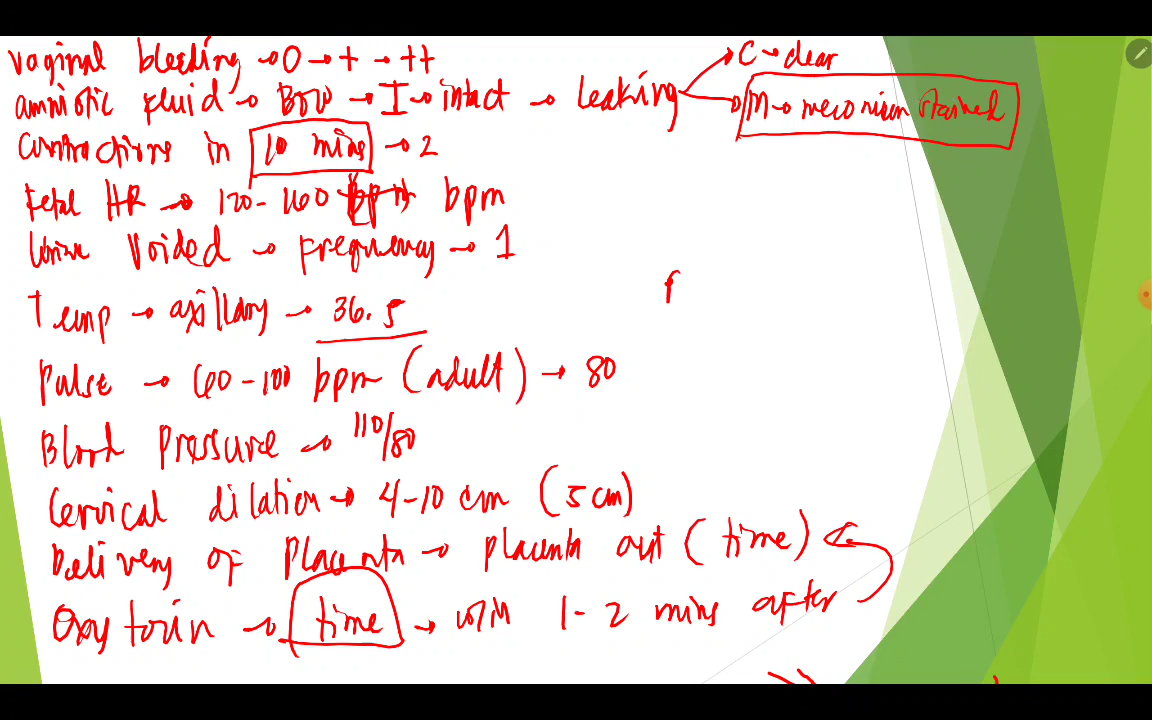 vaginal bleeding → 0 → + → ++
amniotic fluid → BOW → I → intact → leaking → C → clear
→ M → meconium stained
contractions in 10 mins → 2
Fetal HR → 120-160 bpm bpm
Urine Voided → frequency → 1
f
Temp → axillary → 36.5
Pulse → 60-100 bpm (adult) → 80
Blood Pressure → 110/80
Cervical dilation → 4-10 cm (5 cm)
Delivery of Placenta → placenta out (time) ←
Oxytocin → time → w/in 1-2 mins after